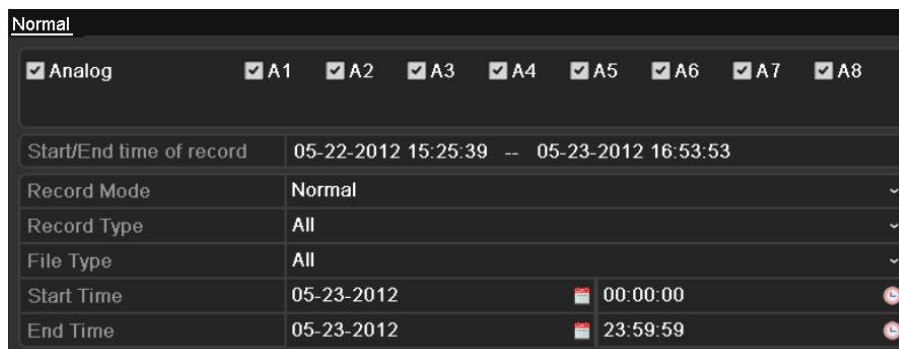 Normal
Analog A1 A2 A3 A4 A5 A6 A7 A8
Start/End time of record 05-22-2012 15:25:39 -- 05-23-2012 16:53:53
Record Mode Normal
Record Type All
File Type All
Start Time 05-23-2012 00:00:00
End Time 05-23-2012 23:59:59